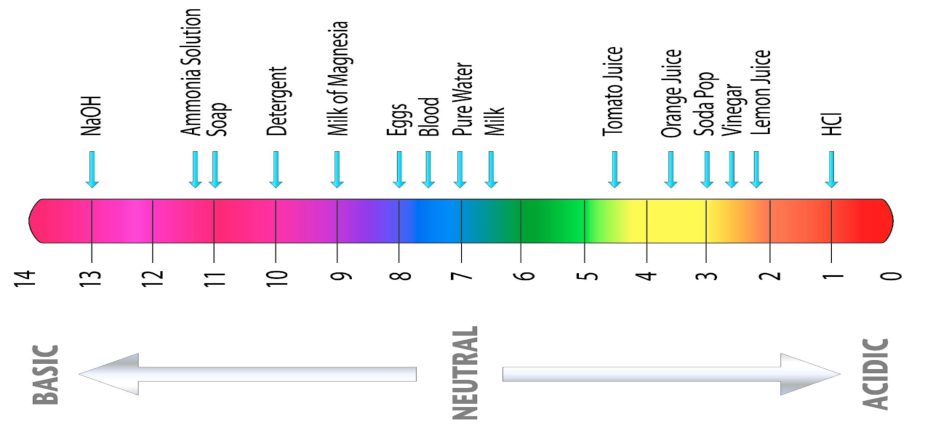 NaOH
Ammonia Solution
Soap
Detergent
Milk of Magnesia
Eggs
Blood
Pure Water
Milk
Tomato Juice
Orange Juice
Soda Pop
Vinegar
Lemon Juice
HCl
14
13
12
11
10
9
8
7
6
5
4
3
2
1
0
BASIC
NEUTRAL
ACIDIC